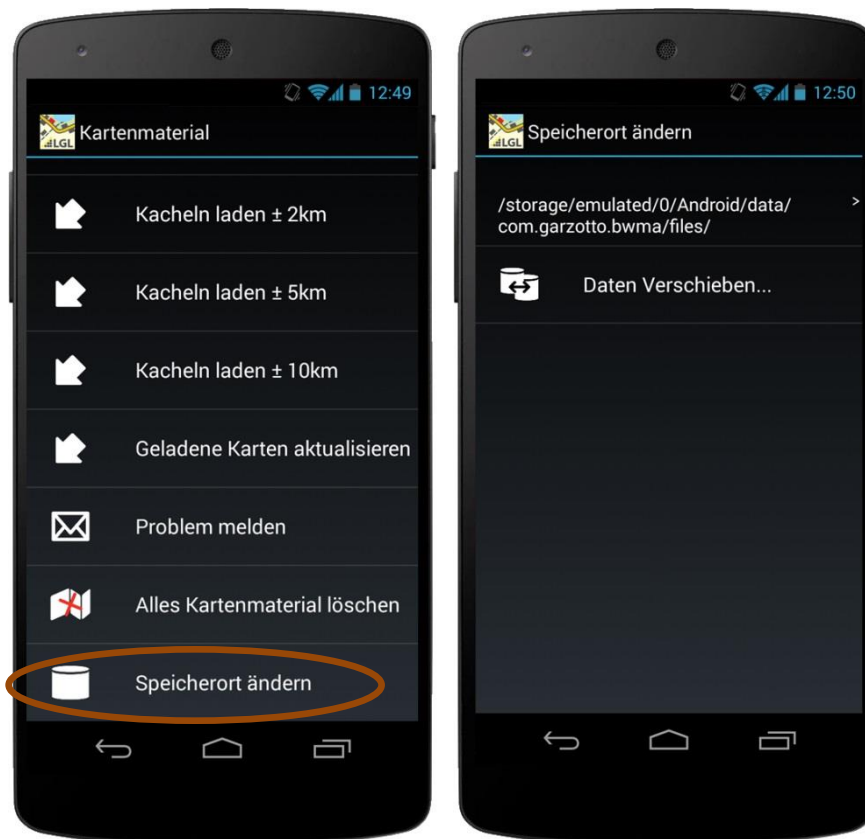 12:49
LGL Kartenmaterial
Kacheln laden ± 2km
Kacheln laden ± 5km
Kacheln laden ± 10km
Geladene Karten aktualisieren
Problem melden
Alles Kartenmaterial löschen
Speicherort ändern
12:50
LGL Speicherort ändern
/storage/emulated/0/Android/data/ >
com.garzotto.bwma/files/
Daten Verschieben...